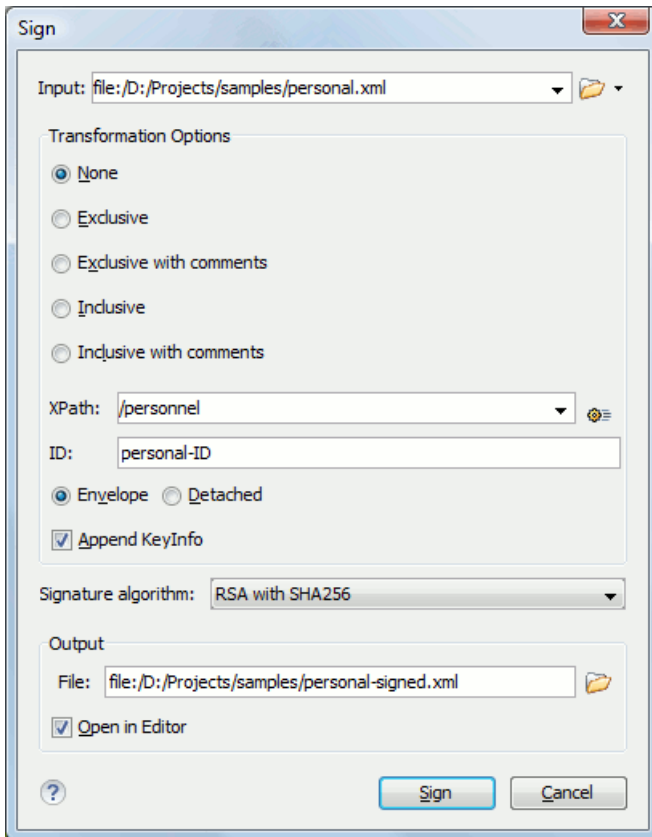 Sign
Input: file:/D:/Projects/samples/personal.xml
Transformation Options
None
Exclusive
Exclusive with comments
Inclusive
Inclusive with comments
XPath: /personnel
ID: personal-ID
Envelope Detached
Append KeyInfo
Signature algorithm: RSA with SHA256
Output
File: file:/D:/Projects/samples/personal-signed.xml
Open in Editor
? Sign Cancel